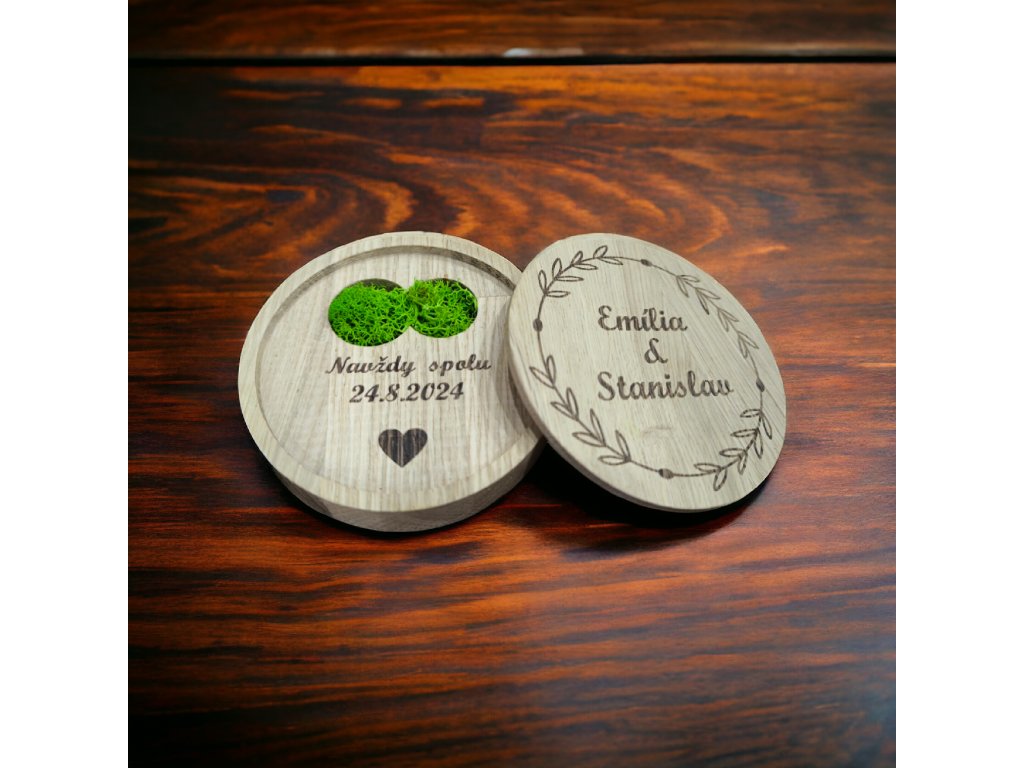 Navždy spolu
24.8.2024
Emília
&
Stanislav